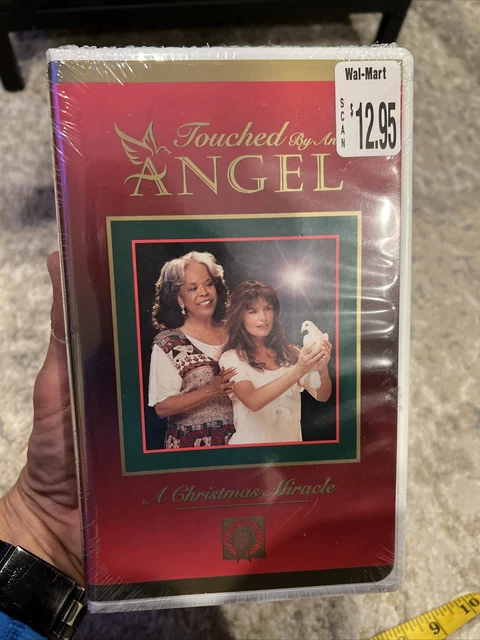 Wal-Mart
SCAN
$12.95
Touched By An
ANGEL
A Christmas Miracle
9 10